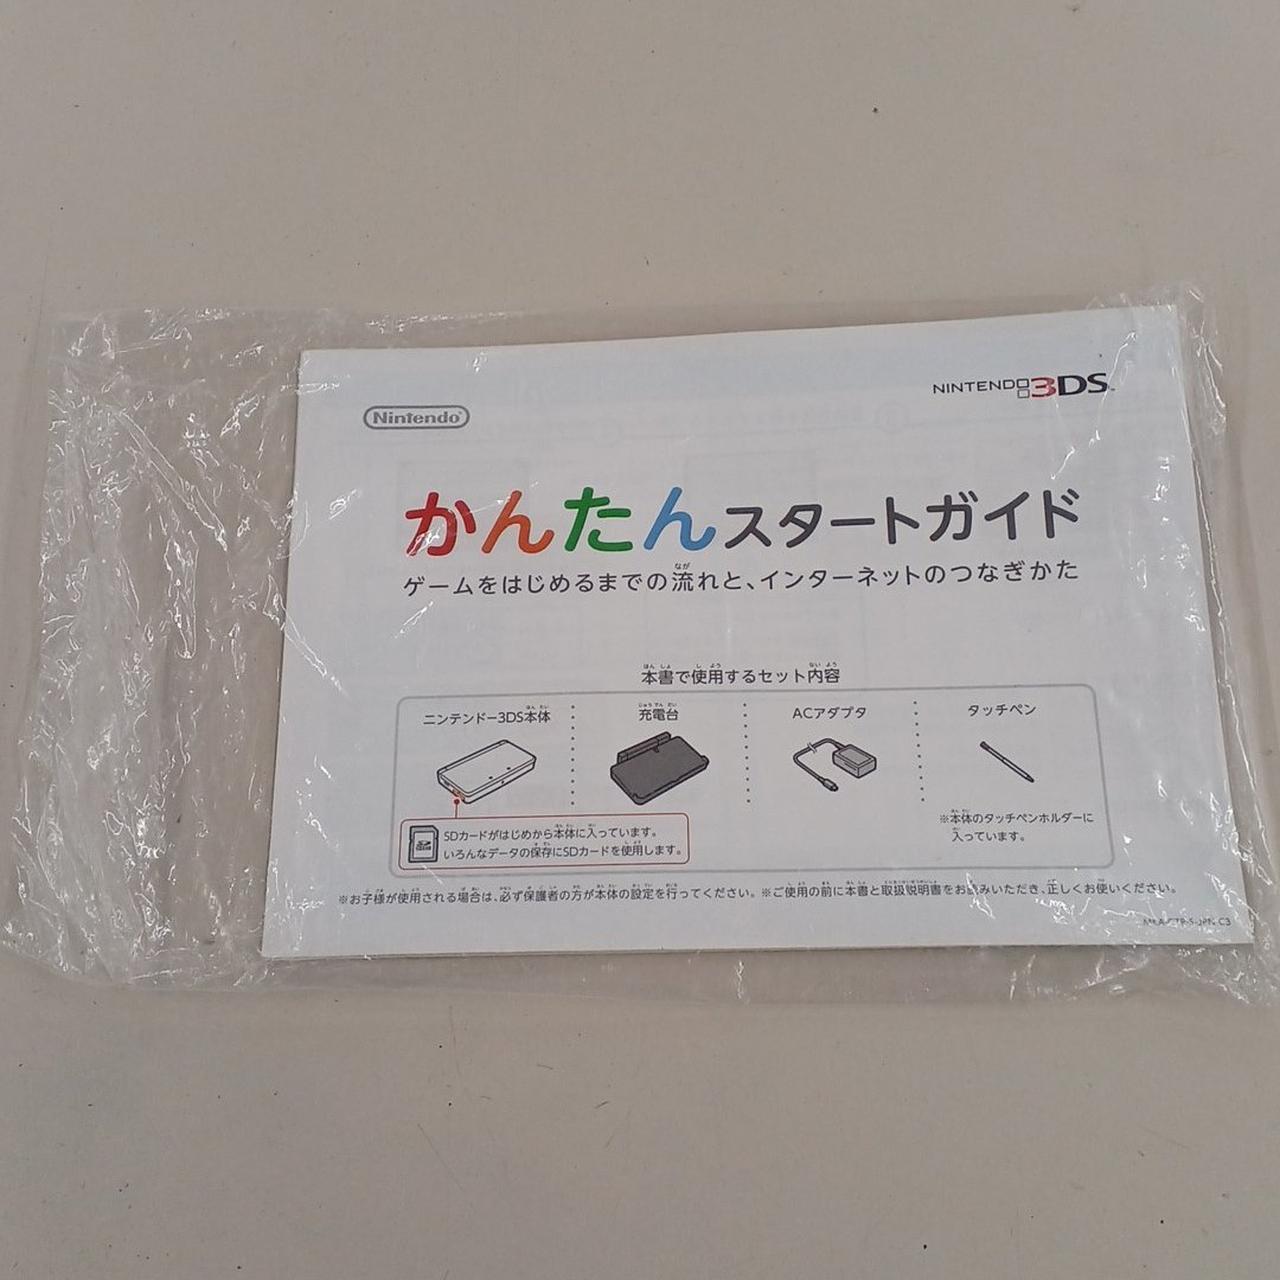 Nintendo
NINTENDO3DS™
かんたんスタートガイド
ゲームをはじめるまでの流れと、インターネットのつなぎかた
本書で使用するセット内容
ニンテンドー3DS本体
充電台
ACアダプタ
タッチペン
SDカードがはじめから本体に入っています。
いろんなデータの保存にSDカードを使用します。
※本体のタッチペンホルダーに
入っています。
※お子様が使用される場合は、必ず保護者の方が本体の設定を行ってください。※ご使用の前に本書と取扱説明書をお読みいただき、正しくお使いください。